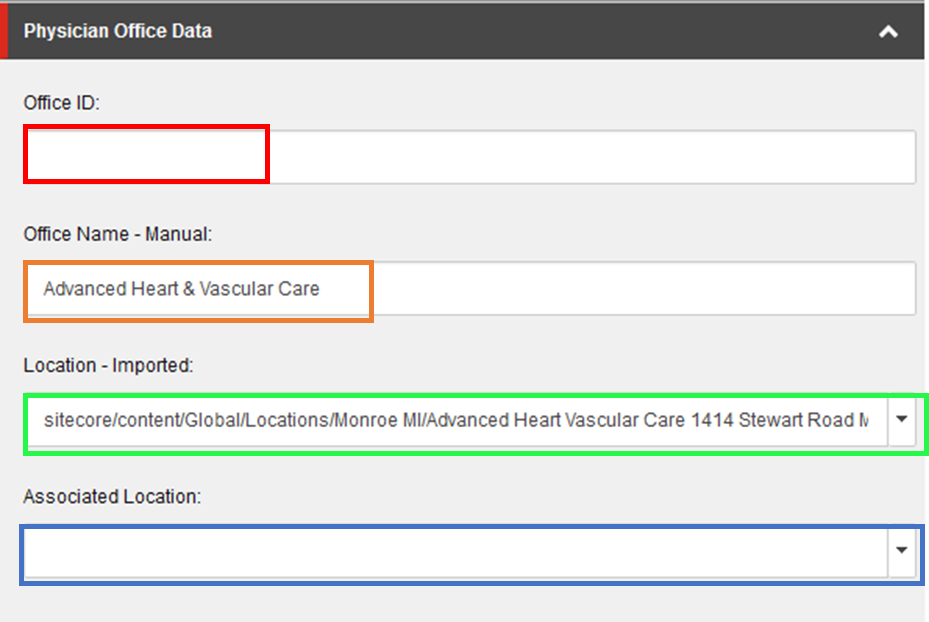 Physician Office Data
Office ID:
Office Name - Manual:
Advanced Heart & Vascular Care
Location - Imported:
sitecore/content/Global/Locations/Monroe MI/Advanced Heart Vascular Care 1414 Stewart Road
Associated Location: